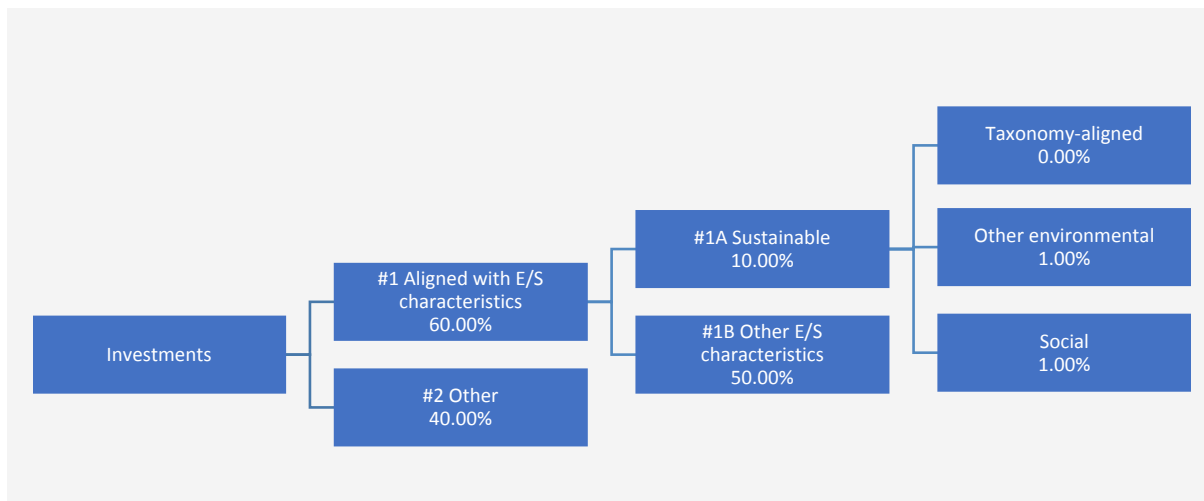 Investments
#1 Aligned with E/S
characteristics
60.00%
#2 Other
40.00%
#1A Sustainable
10.00%
#1B Other E/S
characteristics
50.00%
Taxonomy-aligned
0.00%
Other environmental
1.00%
Social
1.00%